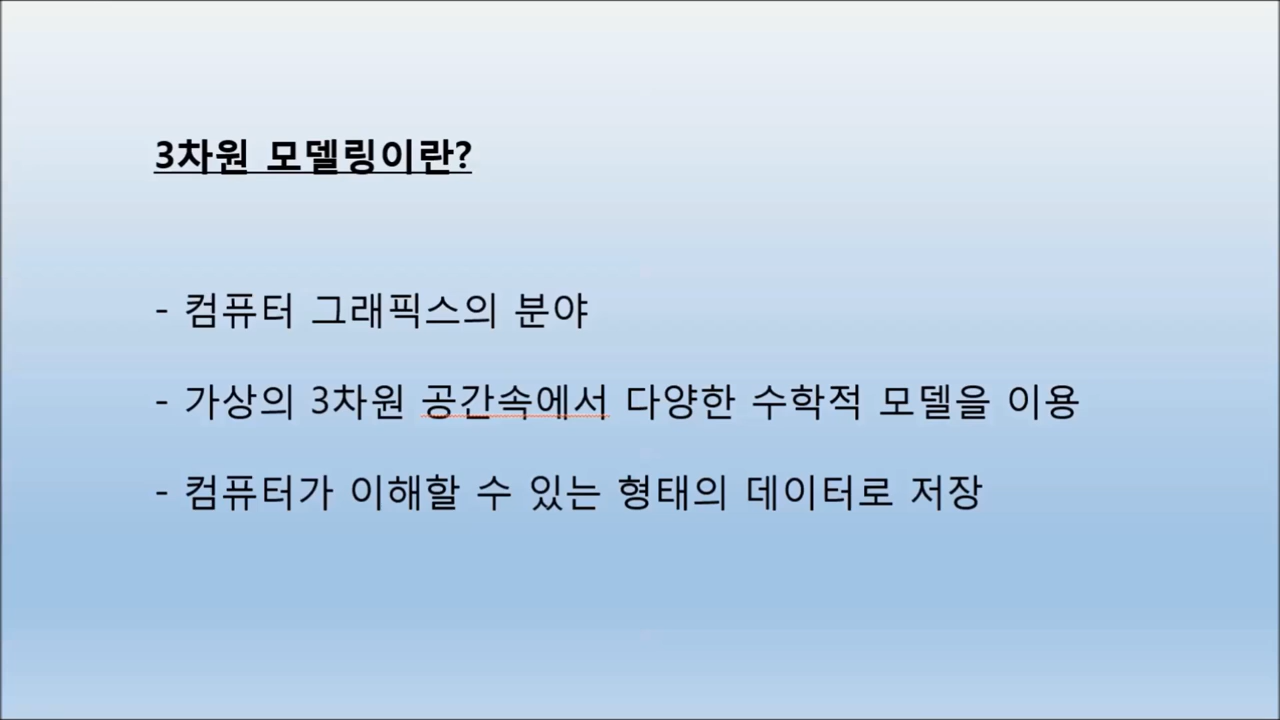 3차원 모델링이란?
- 컴퓨터 그래픽스의 분야
- 가상의 3차원 공간속에서 다양한 수학적 모델을 이용
- 컴퓨터가 이해할 수 있는 형태의 데이터로 저장